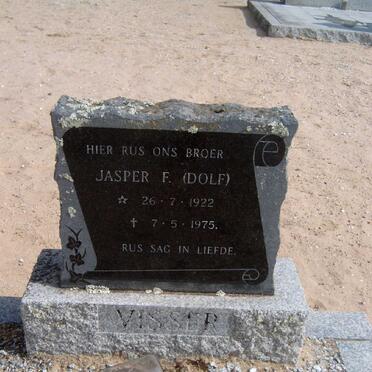 HIER RUS ONS BROER
JASPER F. (DOLF)
☆ 26 · 7 · 1922
† 7 · 5 · 1975.
RUS SAG IN LIEFDE.
VISSER